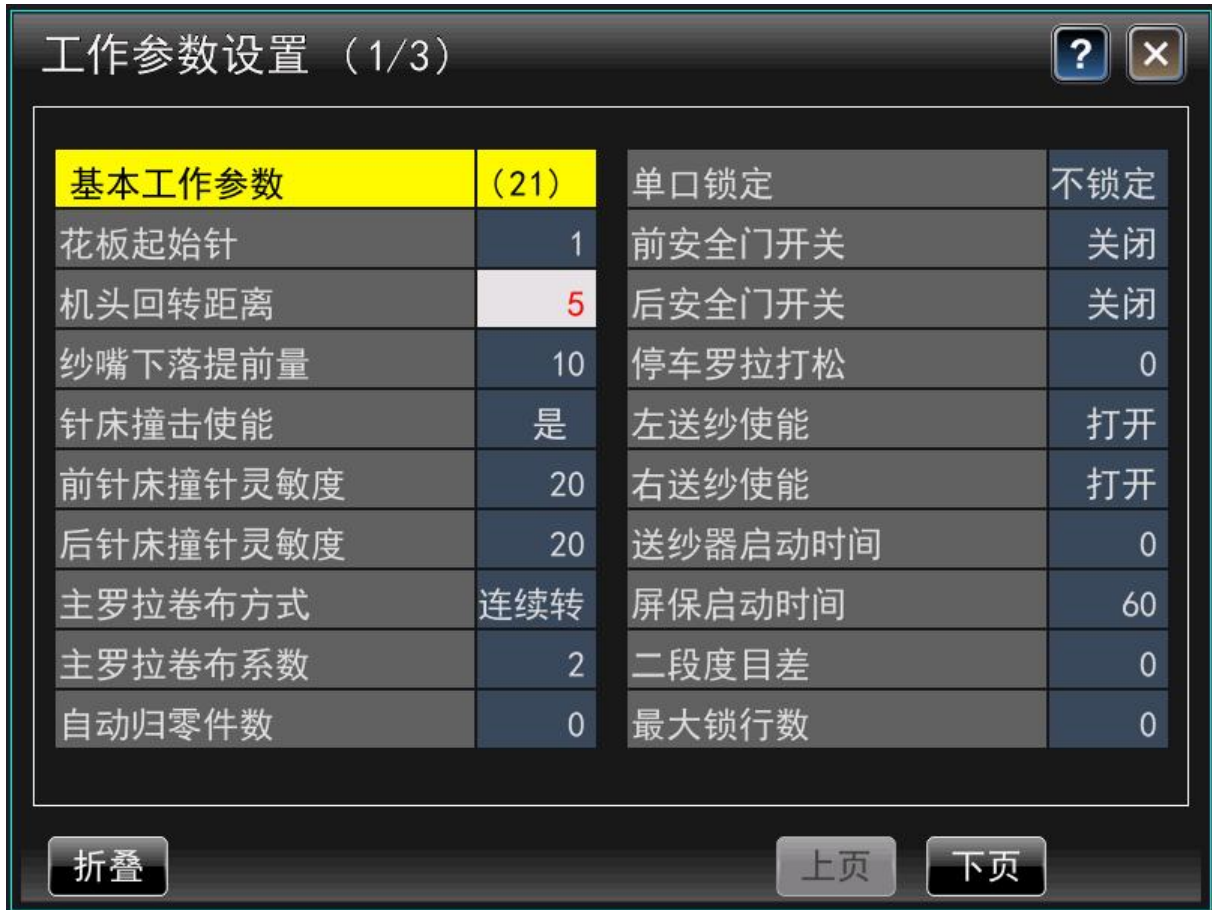 工作参数设置 (1/3)
?
×
基本工作参数 (21)
花板起始针 1
机头回转距离 5
纱嘴下落提前量 10
针床撞击使能 是
前针床撞针灵敏度 20
后针床撞针灵敏度 20
主罗拉卷布方式 连续转
主罗拉卷布系数 2
自动归零件数 0
单口锁定 不锁定
前安全门开关 关闭
后安全门开关 关闭
停车罗拉打松 0
左送纱使能 打开
右送纱使能 打开
送纱器启动时间 0
屏保启动时间 60
二段度目差 0
最大锁行数 0
折叠
上页
下页